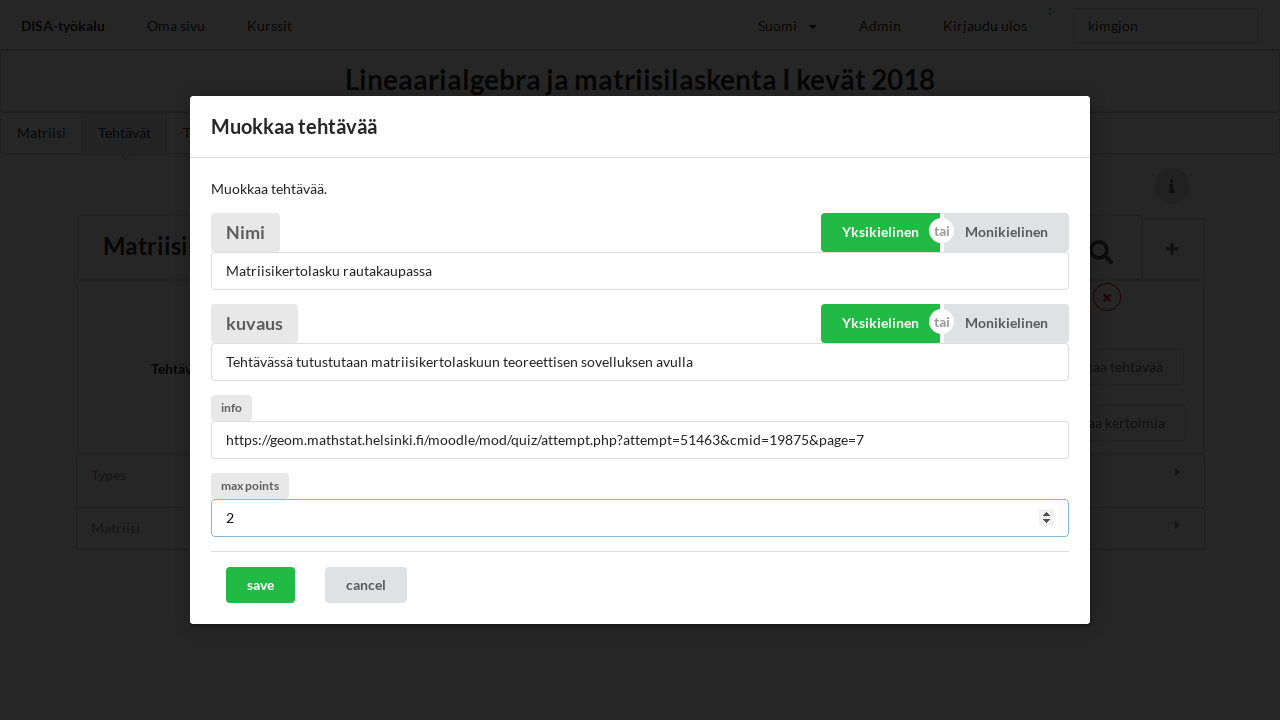 DISA-työkalu Oma sivu Kurssit Suomi Admin Kirjaudu ulos : kimgjon
Lineaarialgebra ja matriisilaskenta I kevät 2018
Matriisi Tehtävät T
Muokkaa tehtävää
Muokkaa tehtävää.
Matriisi
Nimi Yksikielinen tai Monikielinen
Matriisikertolasku rautakaupassa
kuvaus Yksikielinen tai Monikielinen
Tehtävässä tutustutaan matriisikertolaskuun teoreettisen sovelluksen avulla
Tehtäv aa tehtävää
info
https://geom.mathstat.helsinki.fi/moodle/mod/quiz/attempt.php?attempt=51463&cmid=19875&page=7
aa kertoimia
Types
max points
2
Matriisi
save cancel